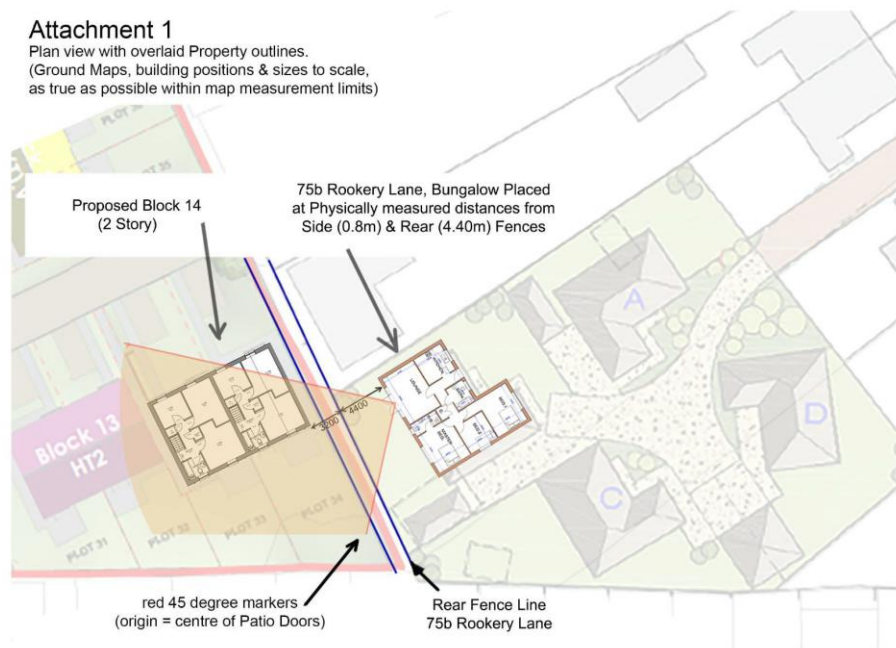 Attachment 1
Plan view with overlaid Property outlines.
(Ground Maps, building positions & sizes to scale,
as true as possible within map measurement limits)
PLOT 35
Proposed Block 14
(2 Story)
75b Rookery Lane, Bungalow Placed
at Physically measured distances from
Side (0.8m) & Rear (4.40m) Fences
A
LOUNGE
3200
4400
Block 13
HT2
D
C
PLOT 31
PLOT 32
PLOT 33
PLOT 34
red 45 degree markers
(origin = centre of Patio Doors)
Rear Fence Line
75b Rookery Lane